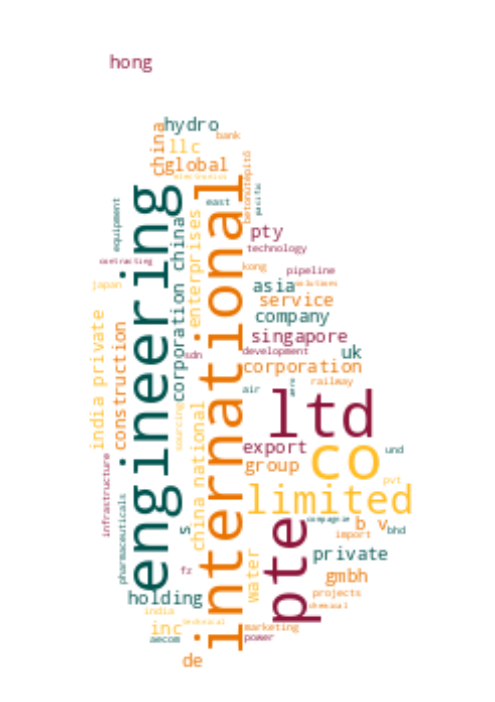 hong
hydro
bank
china
llc
global
electronics
betonútépítő
pacific
equipment
east
engineering
international
corporation china
enterprises
pty
technology
contracting
kong
pipeline
japan
asia
solutions
service
company
india private
construction
singapore
uk
sdn
development
corporation
railway
air
aero
ltd
sourcing
china national
export
und
co
group
infrastructure
pvt
limited
pharmaceuticals
pte
compagnie
b v
bhd
import
private
water
fz
gmbh
projects
holding
chemical
india
technical
inc
marketing
aecom
power
de